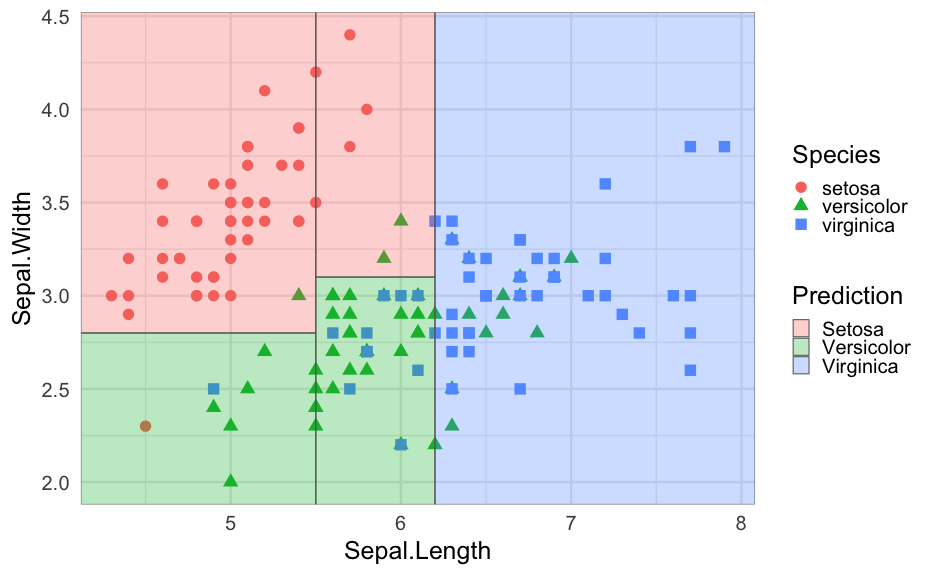 4.5
4.0
3.5
3.0
2.5
2.0
Sepal.Width
5 6 7 8
Sepal.Length
Species
setosa
versicolor
virginica
Prediction
Setosa
Versicolor
Virginica